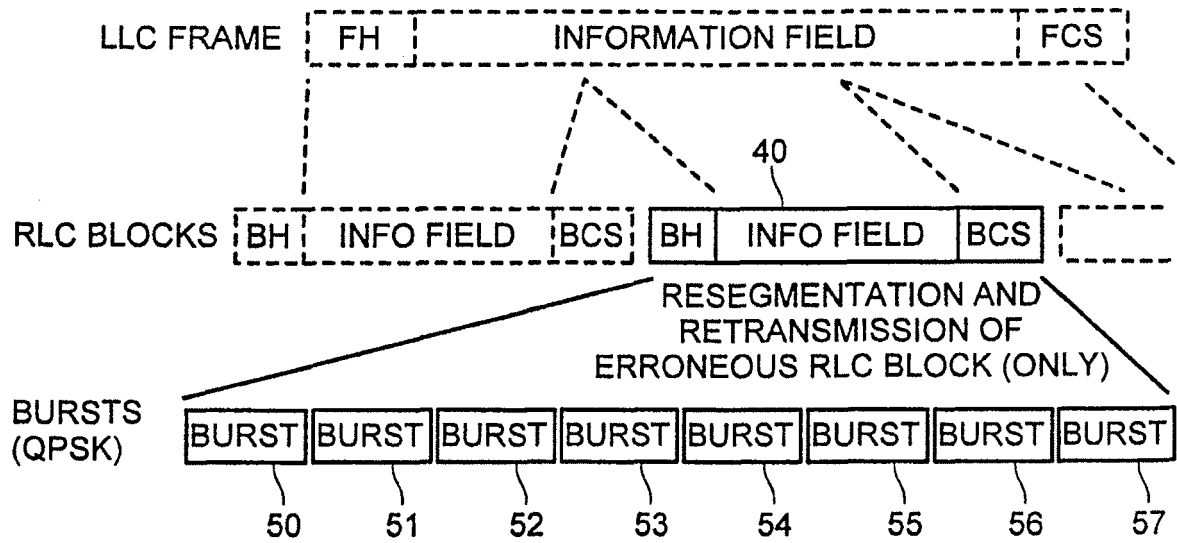 LLC FRAME FH INFORMATION FIELD FCS
40
RLC BLOCKS BH INFO FIELD BCS BH INFO FIELD BCS
RESEGMENTATION AND
RETRANSMISSION OF
ERRONEOUS RLC BLOCK (ONLY)
BURSTS
(QPSK)
BURST BURST BURST BURST BURST BURST BURST BURST
50 51 52 53 54 55 56 57